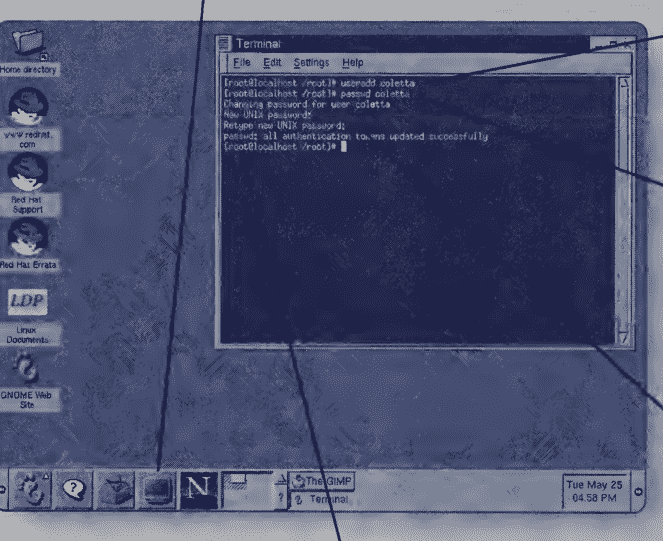 Home directory
www.redhat.
com
Red Hat
Support
Red Hat Errata
LDP
Linux
Documents
GNOME Web
Site
Terminal
File Edit Settings Help
[root@localhost /root]# useradd coletta
[root@localhost /root]# passwd coletta
Changing password for user coletta
New UNIX password:
Retype new UNIX password:
passwd: all authentication tokens updated successfully
[root@localhost /root]#
N
The GIMP
Terminal
Tue May 25
04:58 PM